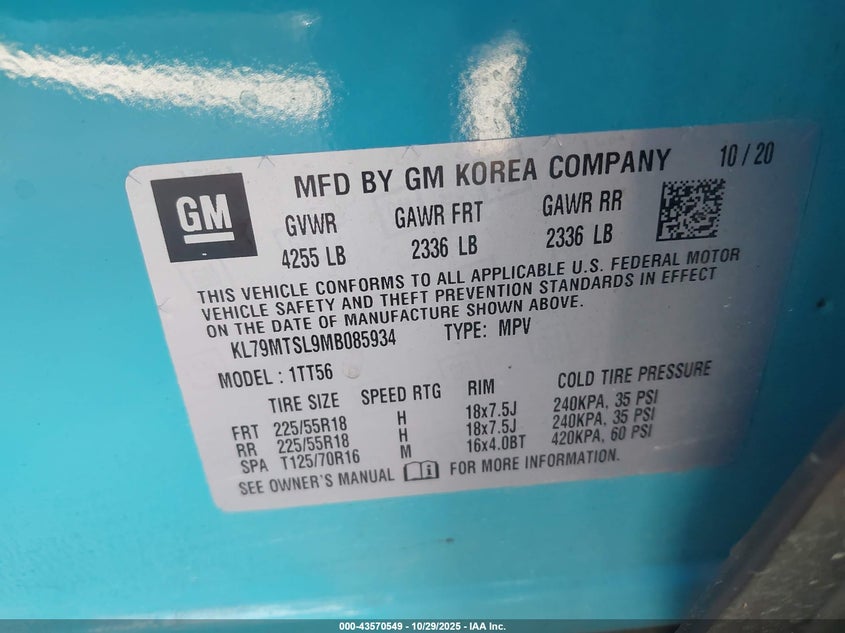 MFD BY GM KOREA COMPANY 10/20
GM
GVWR GAWR FRT GAWR RR
4255 LB 2336 LB 2336 LB
THIS VEHICLE CONFORMS TO ALL APPLICABLE U.S. FEDERAL MOTOR
VEHICLE SAFETY AND THEFT PREVENTION STANDARDS IN EFFECT
ON THE DATE OF MANUFACTURE SHOWN ABOVE.
KL79MTSL9MB085934 TYPE: MPV
MODEL: 1TT56
TIRE SIZE SPEED RTG RIM COLD TIRE PRESSURE
FRT 225/55R18 H 18x7.5J 240KPA, 35 PSI
RR 225/55R18 H 18x7.5J 240KPA, 35 PSI
SPA T125/70R16 M 16x4.0BT 420KPA, 60 PSI
SEE OWNER'S MANUAL FOR MORE INFORMATION.
000-43570549 - 10/29/2025 - IAA Inc.